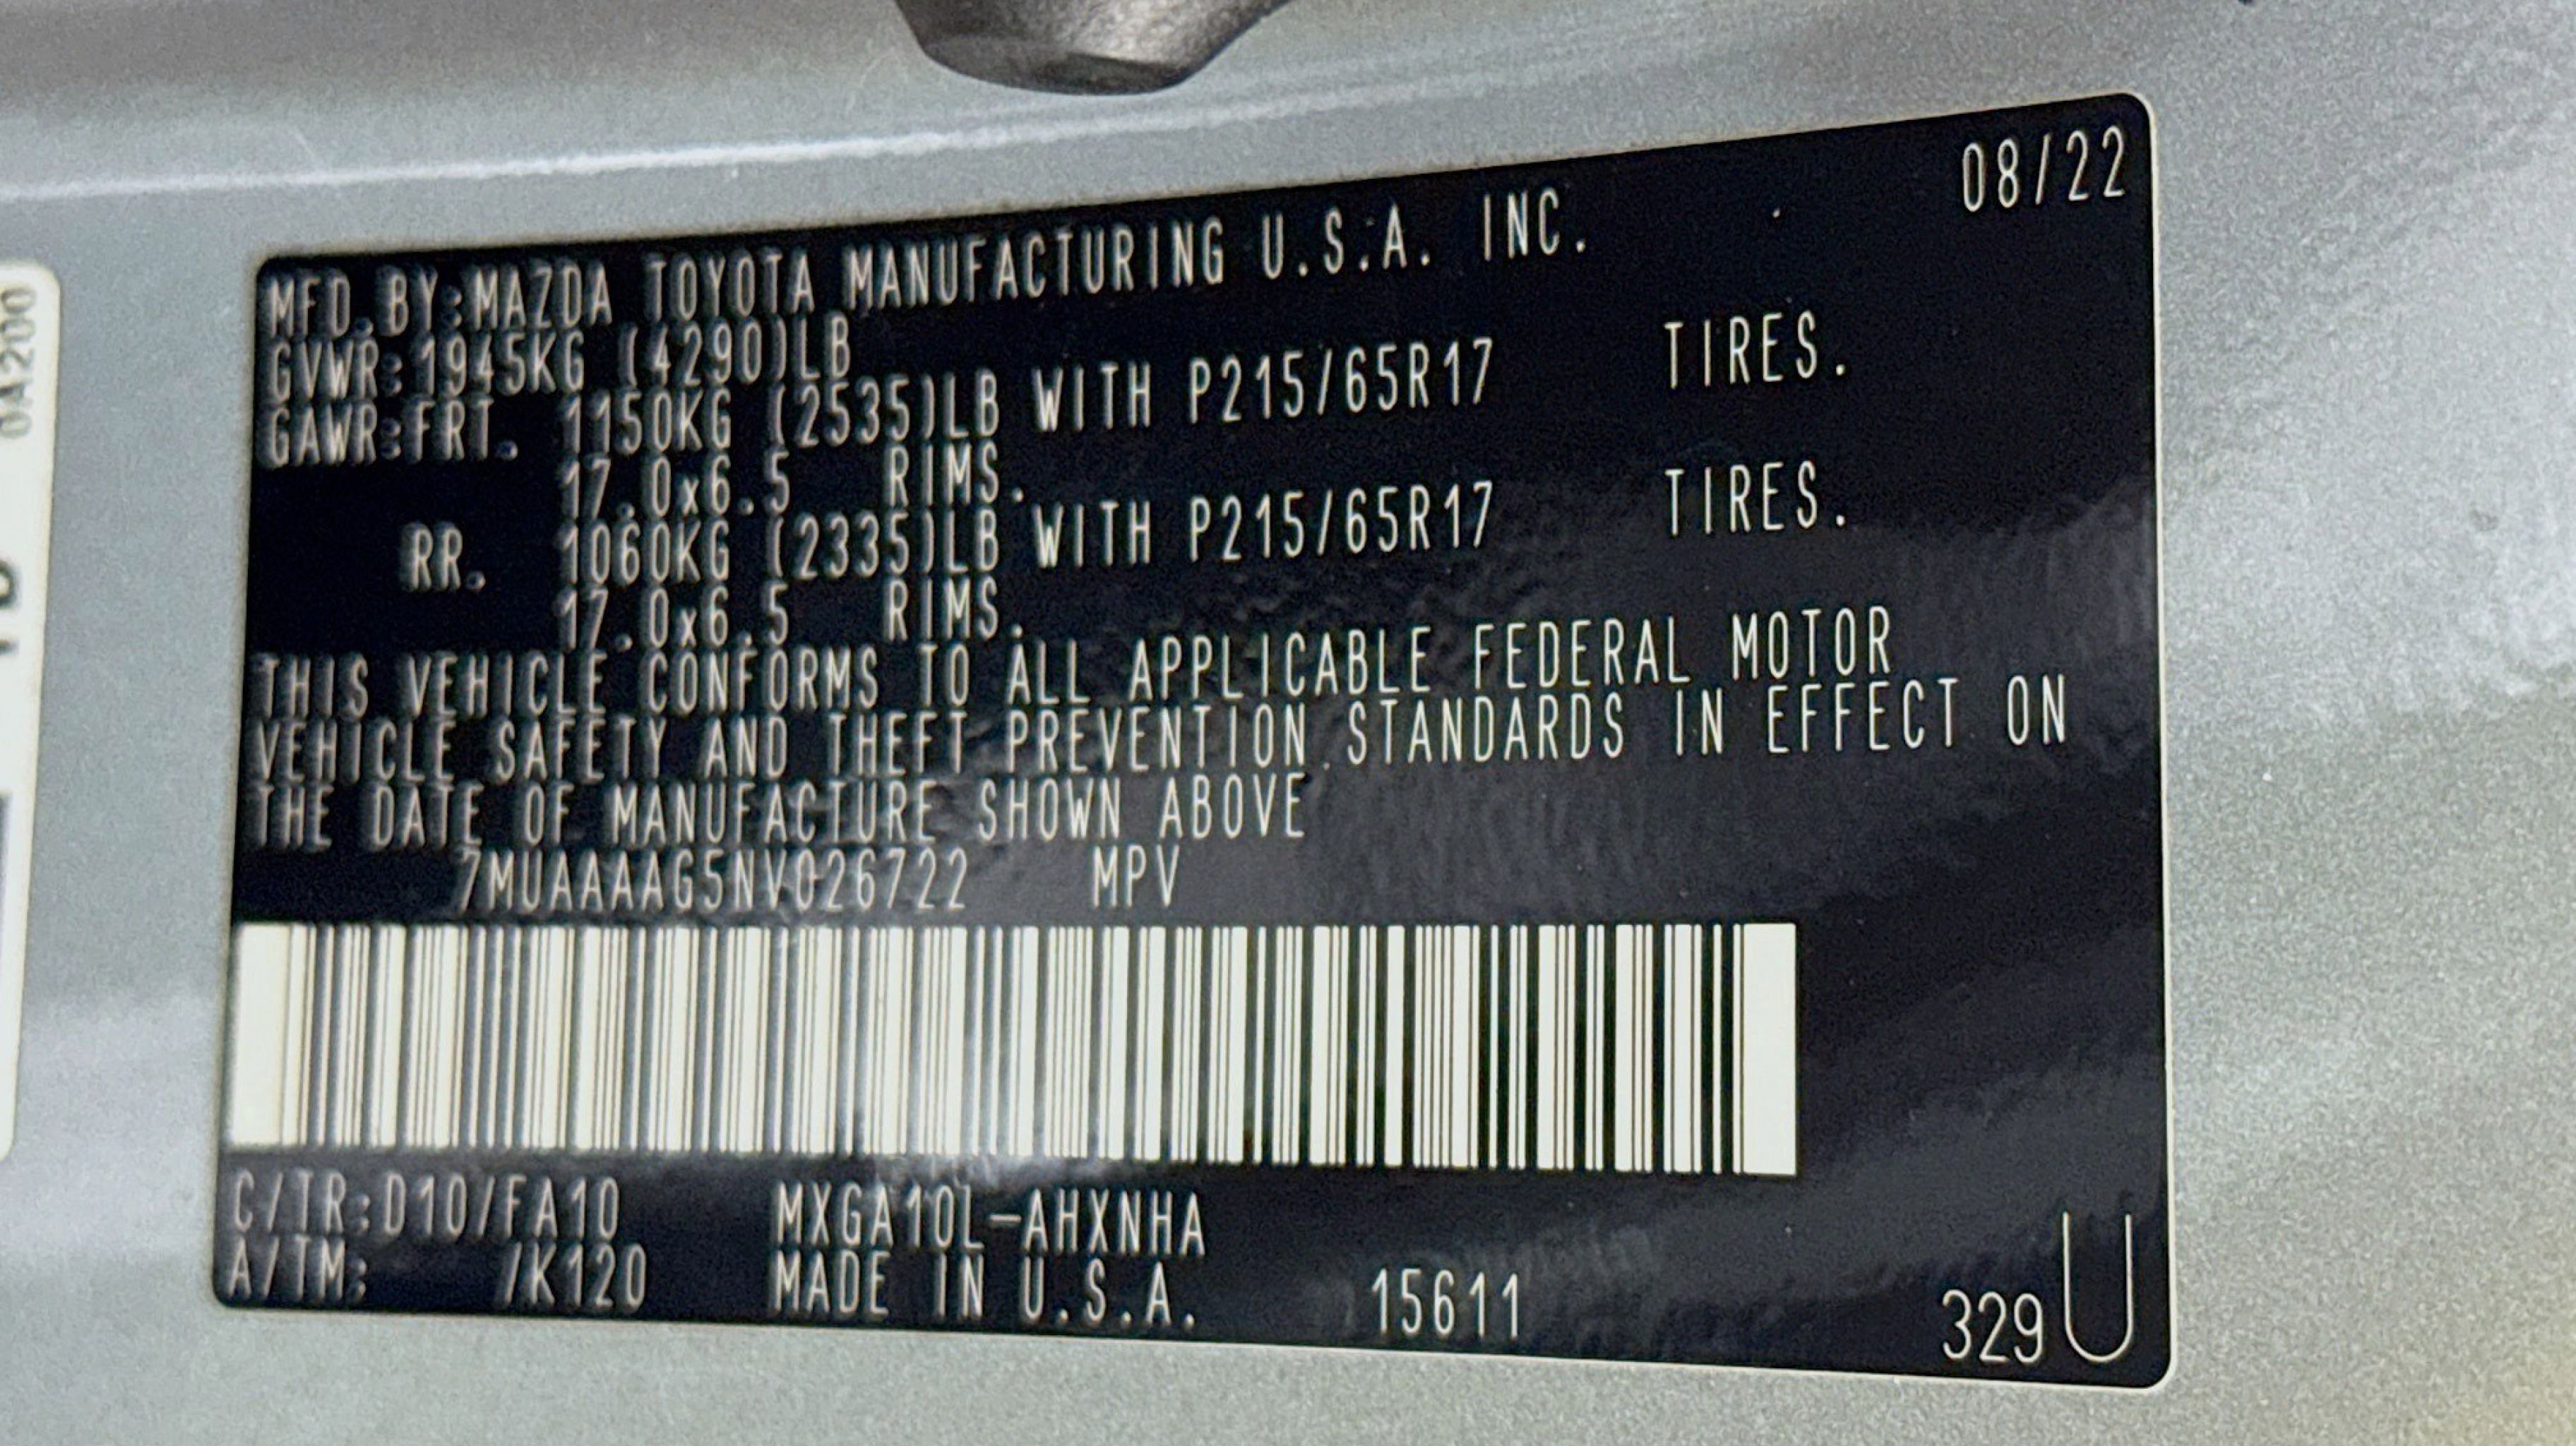 08/22
MFD.BY:MAZDA TOYOTA MANUFACTURING U.S.A. INC.
GVWR:1945KG (4290)LB
GAWR:FRT. 1150KG (2535)LB WITH P215/65R17 TIRES.
17.0x6.5 RIMS.
RR. 1060KG (2335)LB WITH P215/65R17 TIRES.
17.0x6.5 RIMS.
THIS VEHICLE CONFORMS TO ALL APPLICABLE FEDERAL MOTOR
VEHICLE SAFETY AND THEFT PREVENTION STANDARDS IN EFFECT ON
THE DATE OF MANUFACTURE SHOWN ABOVE
7MUAAAAG5NV026722 MPV
C/TR:D10/FA10 MXGA10L-AHXNHA
A/TM: /K120 MADE IN U.S.A. 15611
329 U
0A200